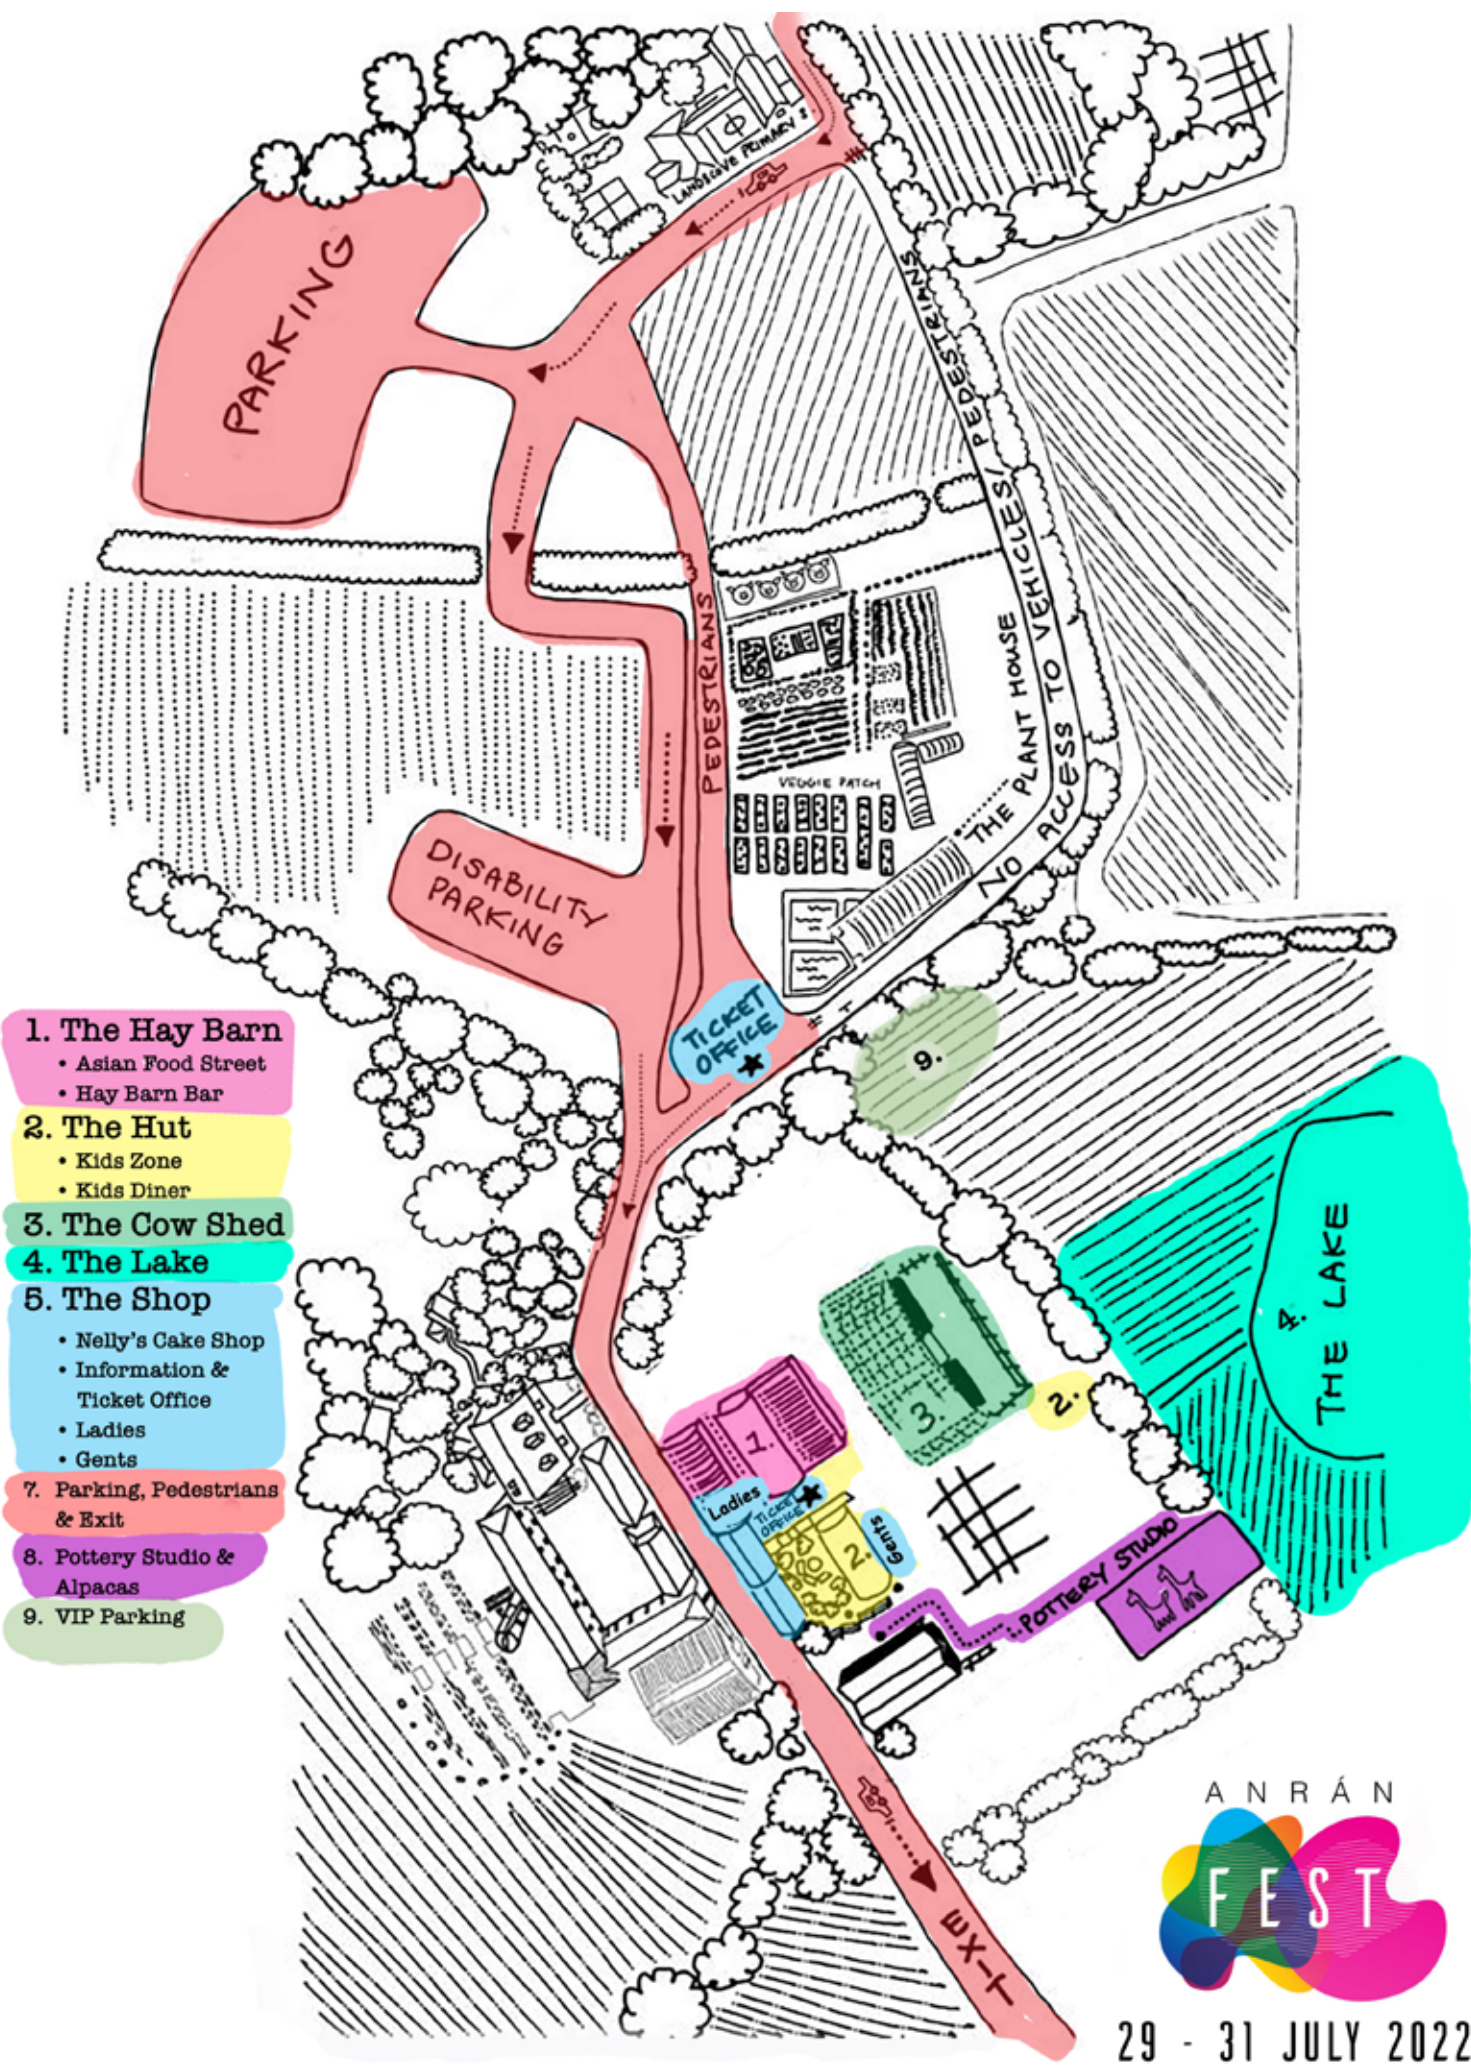 LANDSCOVE PRIMARY S
PARKING
NO ACCESS TO VEHICLES/PEDESTRIANS
PEDESTRIANS
THE PLANT HOUSE
VEGGIE PATCH
DISABILITY
PARKING
TICKET
OFFICE
9.
1. The Hay Barn
• Asian Food Street
• Hay Barn Bar
2. The Hut
• Kids Zone
• Kids Diner
3. The Cow Shed
4. The Lake
5. The Shop
• Nelly's Cake Shop
• Information &
Ticket Office
• Ladies
• Gents
7. Parking, Pedestrians
& Exit
8. Pottery Studio &
Alpacas
9. VIP Parking
4.
THE LAKE
3.
2.
1.
Ladies
TICKET
OFFICE
2.
Gents
POTTERY STUDIO
EXIT
ANRÁN
FEST
29 - 31 JULY 2022